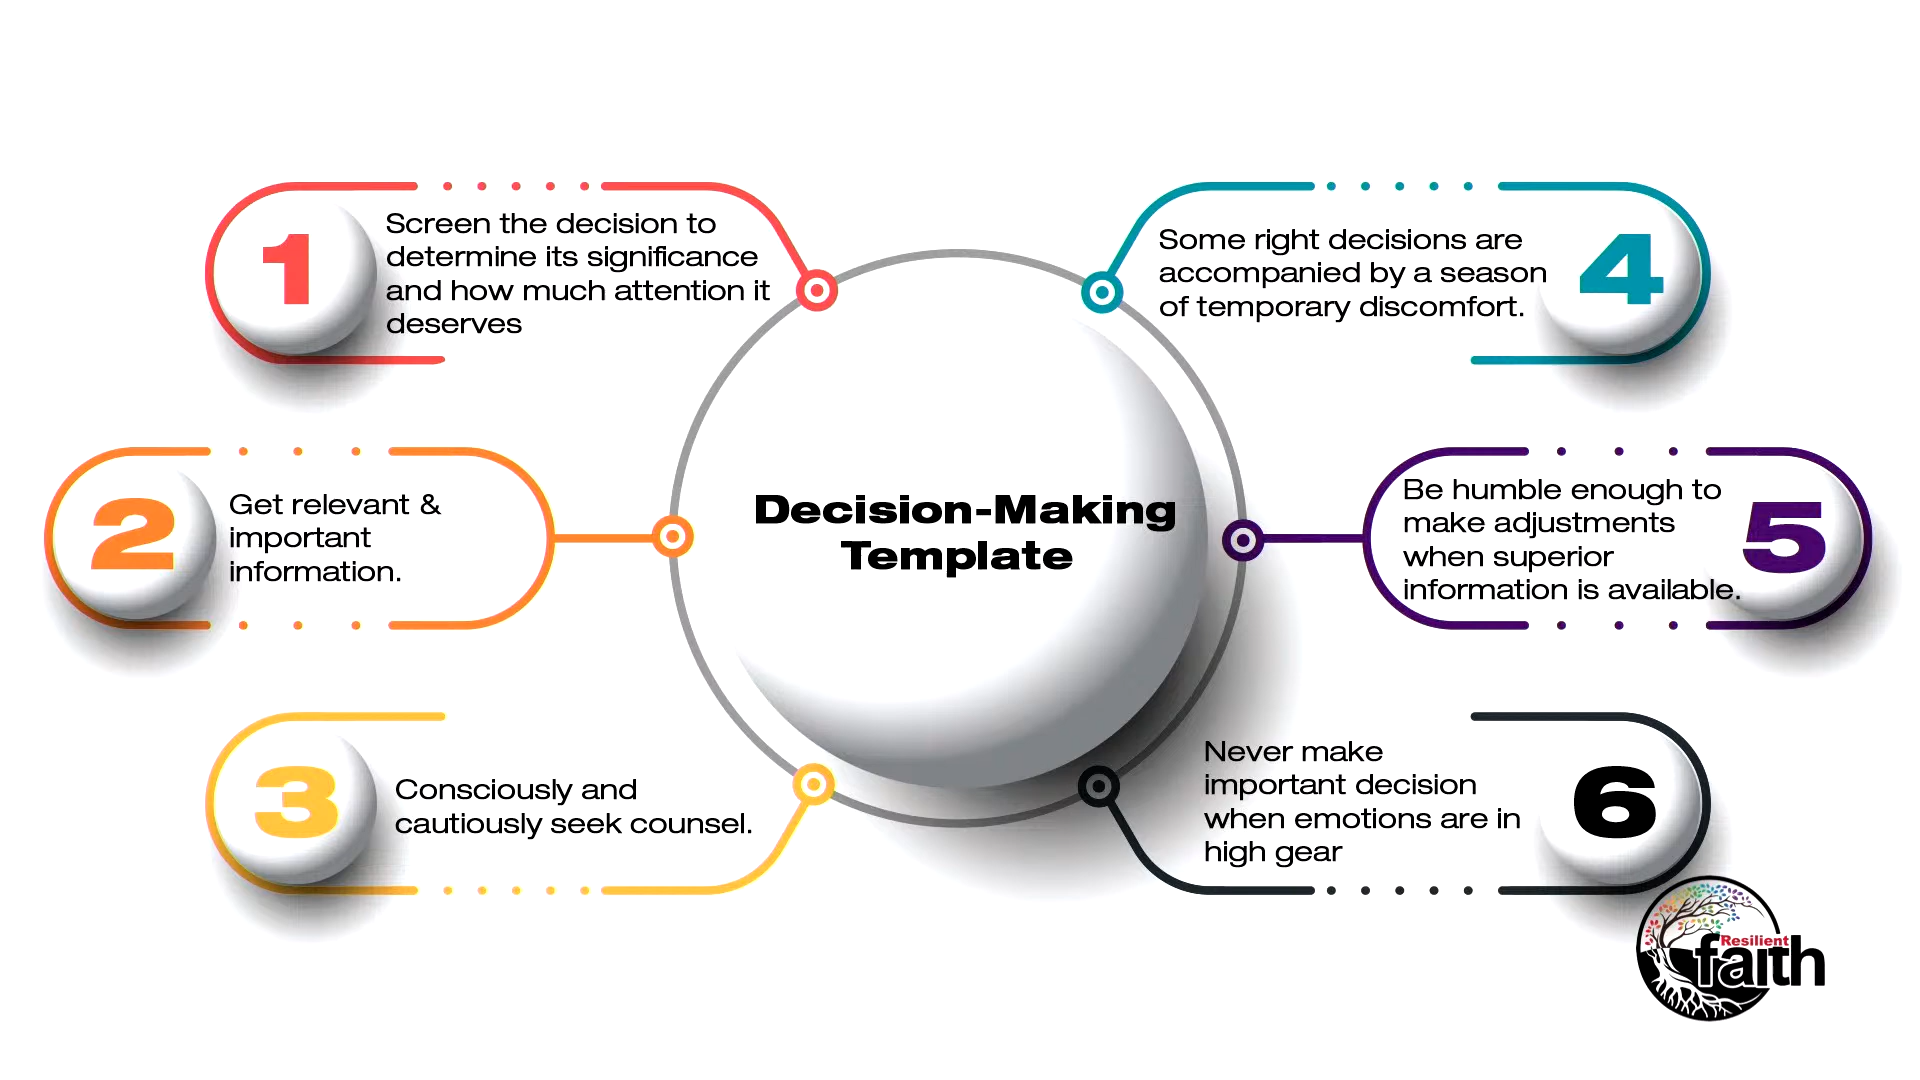 1
Screen the decision to
determine its significance
and how much attention it
deserves
2
Get relevant &
important
information.
3
Consciously and
cautiously seek counsel.
Decision-Making
Template
4
Some right decisions are
accompanied by a season
of temporary discomfort.
5
Be humble enough to
make adjustments
when superior
information is available.
6
Never make
important decision
when emotions are in
high gear
Resilient
faith